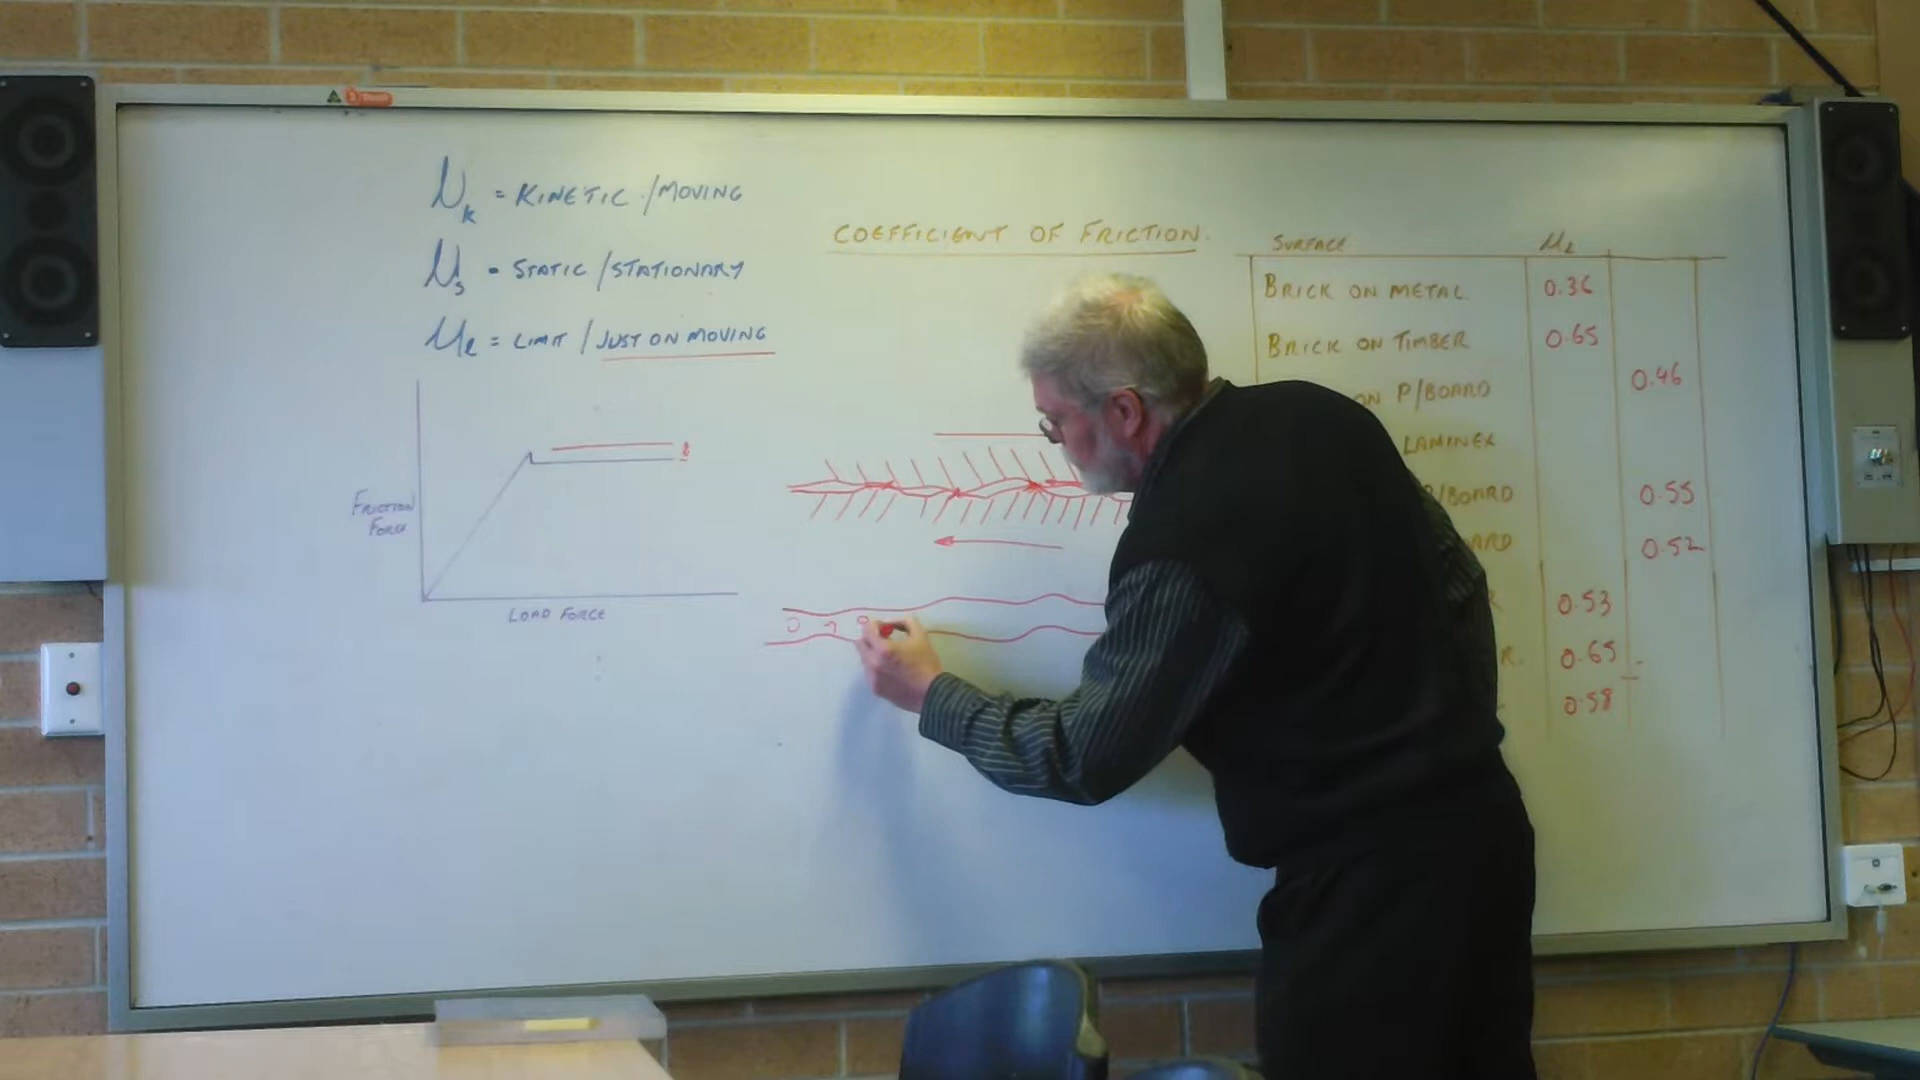 μk = KINETIC / MOVING
μs = STATIC / STATIONARY
μl = LIMIT / JUST ON MOVING
FRICTION
FORCE
LOAD FORCE
COEFFICIENT OF FRICTION.
SURFACE μl
BRICK ON METAL 0.36
BRICK ON TIMBER 0.65
ON P/BOARD 0.46
LAMINEX
P/BOARD 0.55
0.52
0.53
R. 0.65
0.58